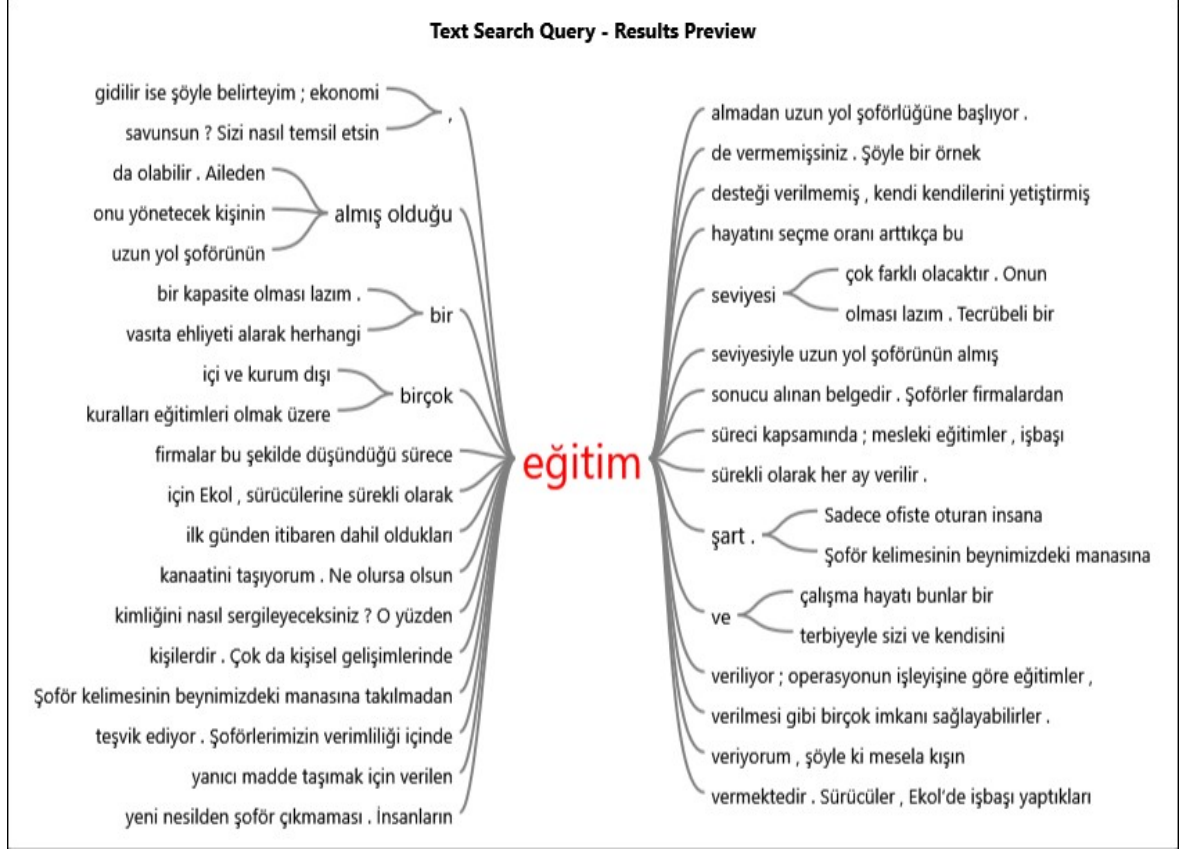 Text Search Query - Results Preview
gidilir ise şöyle belirteyim ; ekonomi
savunsun ? Sizi nasıl temsil etsin
,
da olabilir . Aileden
onu yönetecek kişinin
uzun yol şoförünün
almış olduğu
bir kapasite olması lazım .
vasıta ehliyeti alarak herhangi
bir
içi ve kurum dışı
kuralları eğitimleri olmak üzere
birçok
firmalar bu şekilde düşündüğü sürece
için Ekol , sürücülerine sürekli olarak
ilk günden itibaren dahil oldukları
kanaatini taşıyorum . Ne olursa olsun
kimliğini nasıl sergileyeceksiniz ? O yüzden
kişilerdir . Çok da kişisel gelişimlerinde
Şoför kelimesinin beynimizdeki manasına takılmadan
teşvik ediyor . Şoförlerimizin verimliliği içinde
yanıcı madde taşımak için verilen
yeni nesilden şoför çıkmaması . İnsanların
eğitim
almadan uzun yol şoförlüğüne başlıyor .
de vermemişsiniz . Şöyle bir örnek
desteği verilmemiş , kendi kendilerini yetiştirmiş
hayatını seçme oranı arttıkça bu
seviyesi
çok farklı olacaktır . Onun
olması lazım . Tecrübeli bir
seviyesiyle uzun yol şoförünün almış
sonucu alınan belgedir . Şoförler firmalardan
süreci kapsamında ; mesleki eğitimler , işbaşı
sürekli olarak her ay verilir .
şart .
Sadece ofiste oturan insana
Şoför kelimesinin beynimizdeki manasına
ve
çalışma hayatı bunlar bir
terbiyeyle sizi ve kendisini
veriliyor ; operasyonun işleyişine göre eğitimler ,
verilmesi gibi birçok imkanı sağlayabilirler .
veriyorum , şöyle ki mesela kışın
vermektedir . Sürücüler , Ekol'de işbaşı yaptıkları